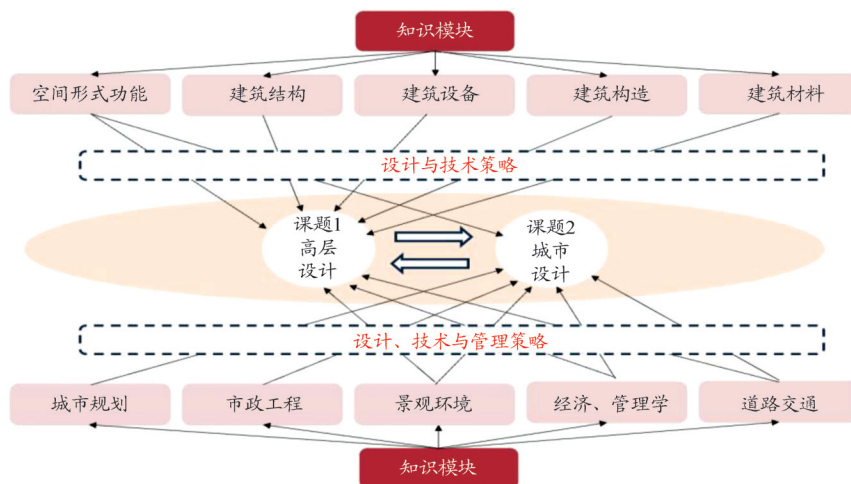 知识模块
空间形式功能
建筑结构
建筑设备
建筑构造
建筑材料
设计与技术策略
课题1
高层
设计
课题2
城市
设计
设计、技术与管理策略
城市规划
市政工程
景观环境
经济、管理学
道路交通
知识模块